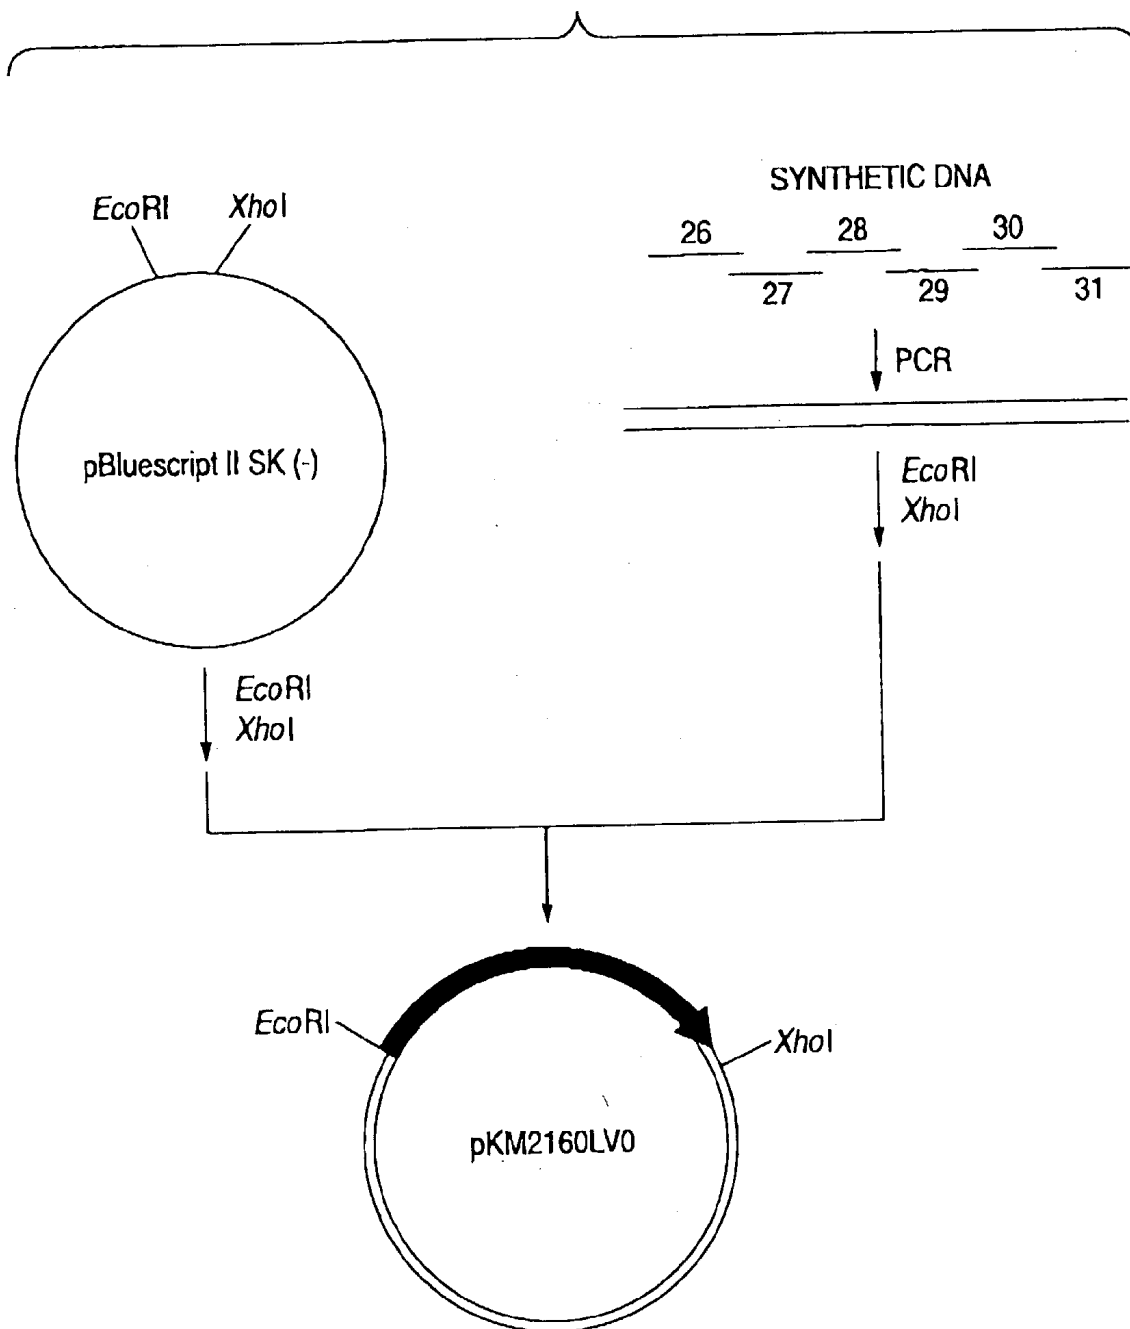 EcoRI XhoI
pBluescript II SK (-)
EcoRI
XhoI
SYNTHETIC DNA
26 28 30
27 29 31
PCR
EcoRI
XhoI
EcoRI
XhoI
pKM2160LV0